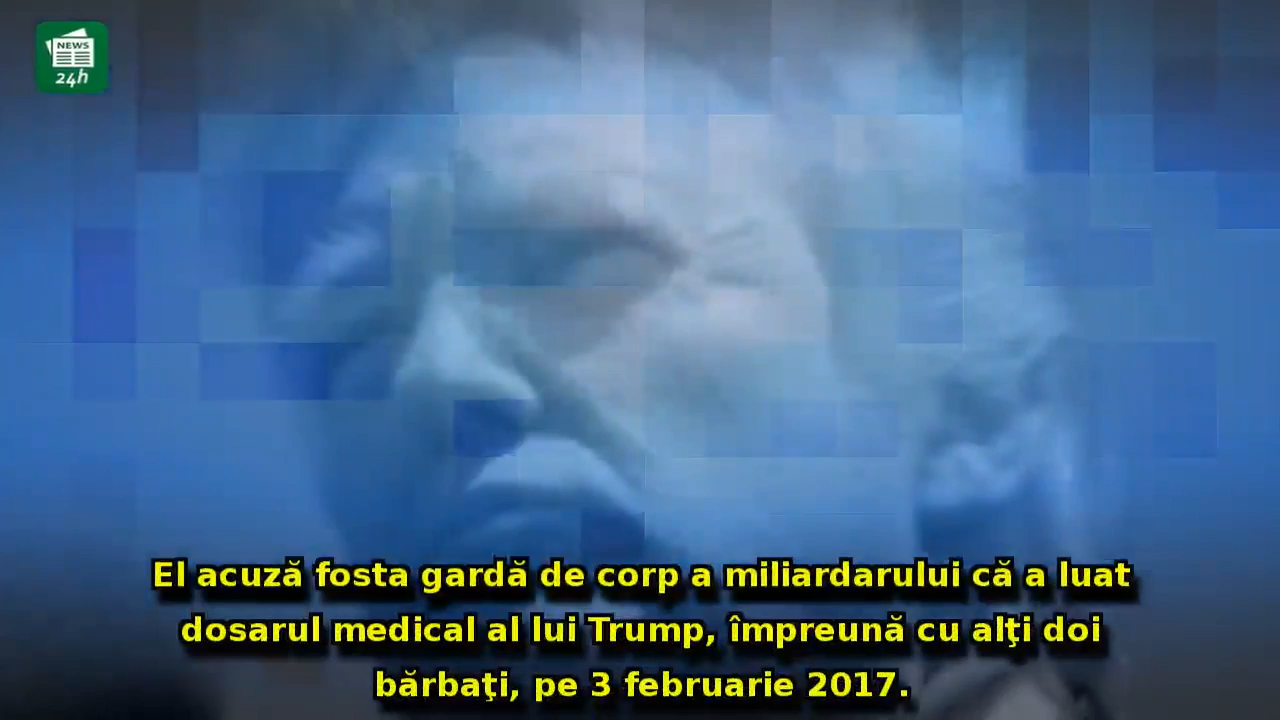 NEWS
24h
El acuză fosta gardă de corp a miliardarului că a luat
dosarul medical al lui Trump, împreună cu alţi doi
bărbaţi, pe 3 februarie 2017.